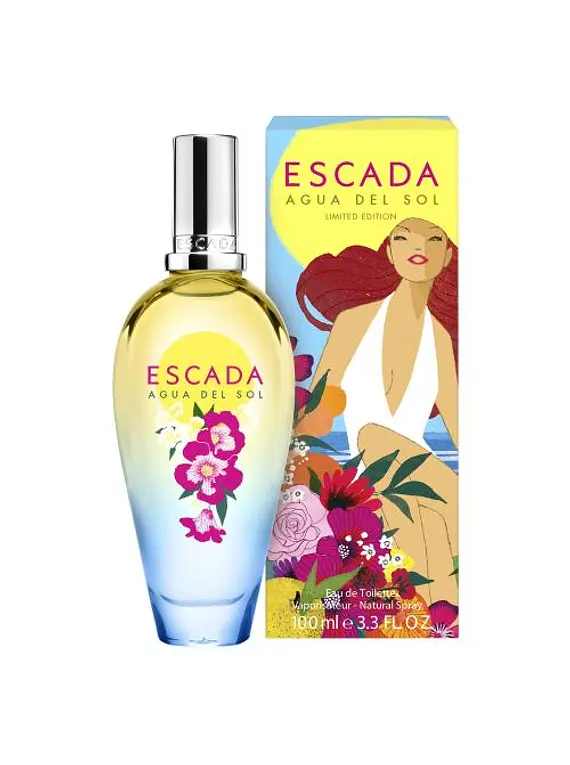 ESCADA
ESCADA
AGUA DEL SOL
ESCADA
AGUA DEL SOL
LIMITED EDITION
Eau de Toilette
Vaporisateur - Natural Spray
100 ml e 3.3 FL.OZ.